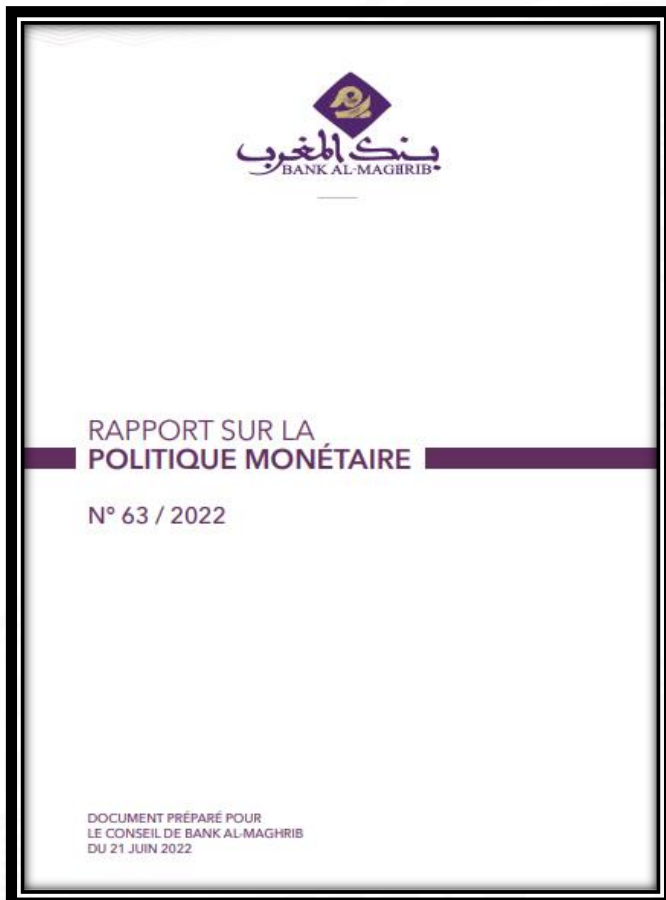 بنك المغرب
BANK AL-MAGHRIB
RAPPORT SUR LA
POLITIQUE MONÉTAIRE
N° 63 / 2022
DOCUMENT PRÉPARÉ POUR
LE CONSEIL DE BANK AL-MAGHRIB
DU 21 JUIN 2022